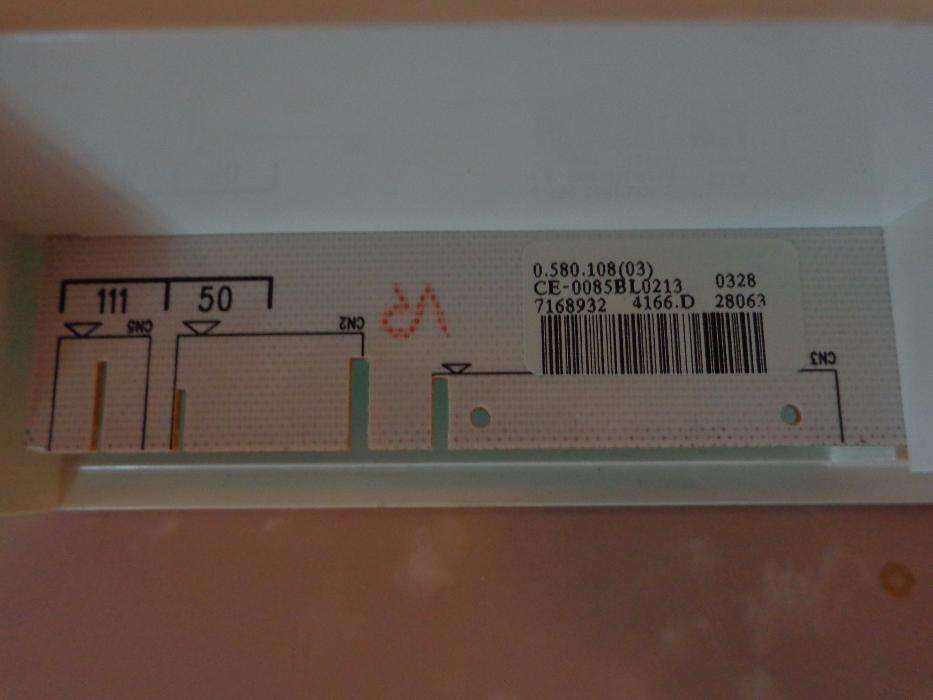 0.580.108(03)
CE-0085BL0213 0328
7168932 4166.D 28063
111 50
CN5 CN2
VR
CN3